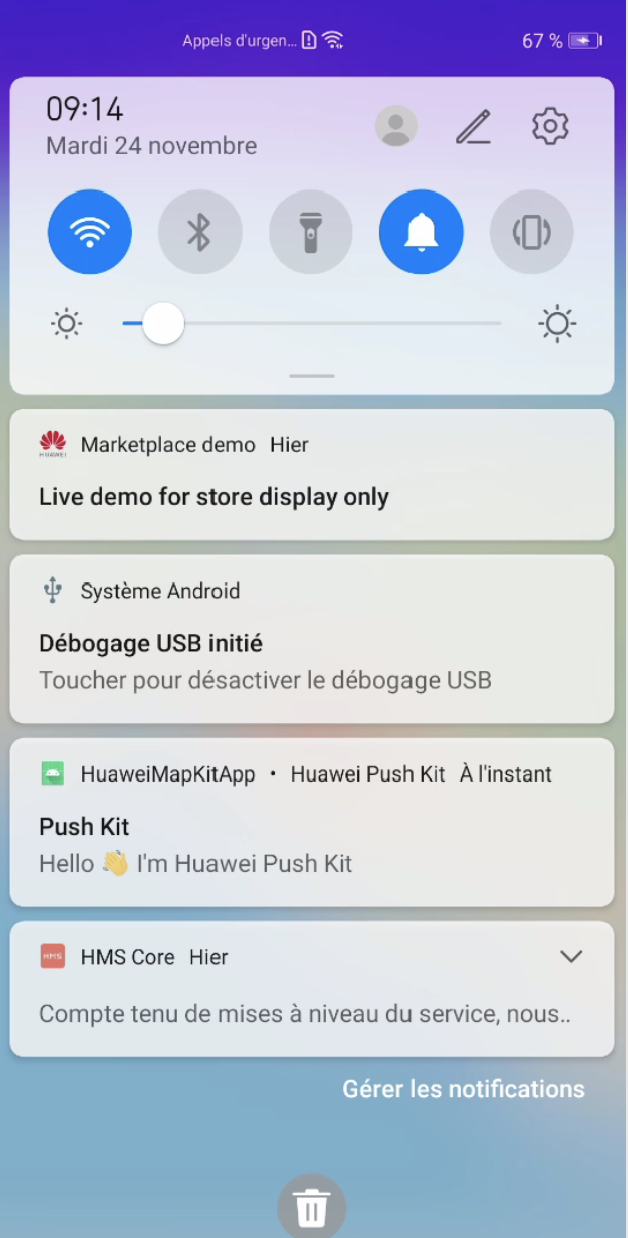 Appels d'urgen... 67 %
09:14
Mardi 24 novembre
HUAWEI Marketplace demo Hier
Live demo for store display only
Système Android
Débogage USB initié
Toucher pour désactiver le débogage USB
HuaweiMapKitApp • Huawei Push Kit À l'instant
Push Kit
Hello 👋 I'm Huawei Push Kit
HMS HMS Core Hier
Compte tenu de mises à niveau du service, nous..
Gérer les notifications